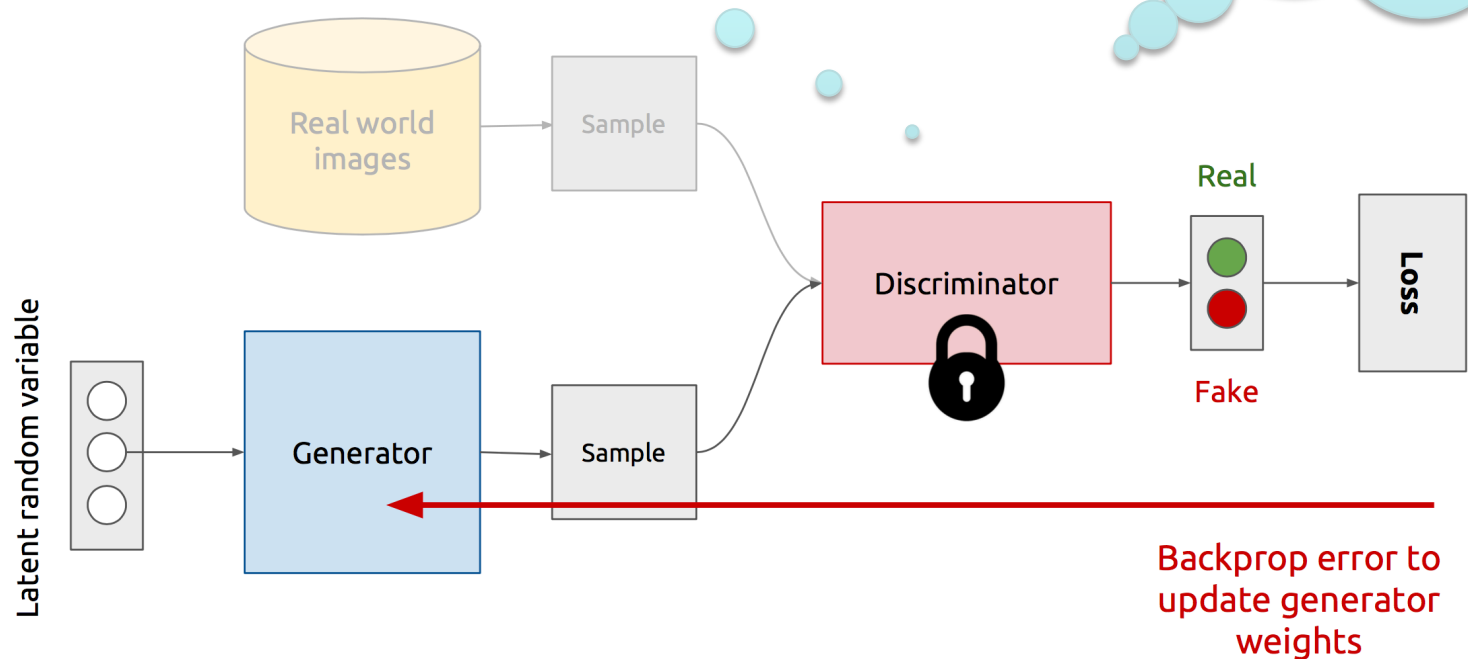 Real world
images
Sample
Real
Discriminator
Loss
Fake
Latent random variable
Generator
Sample
Backprop error to
update generator
weights